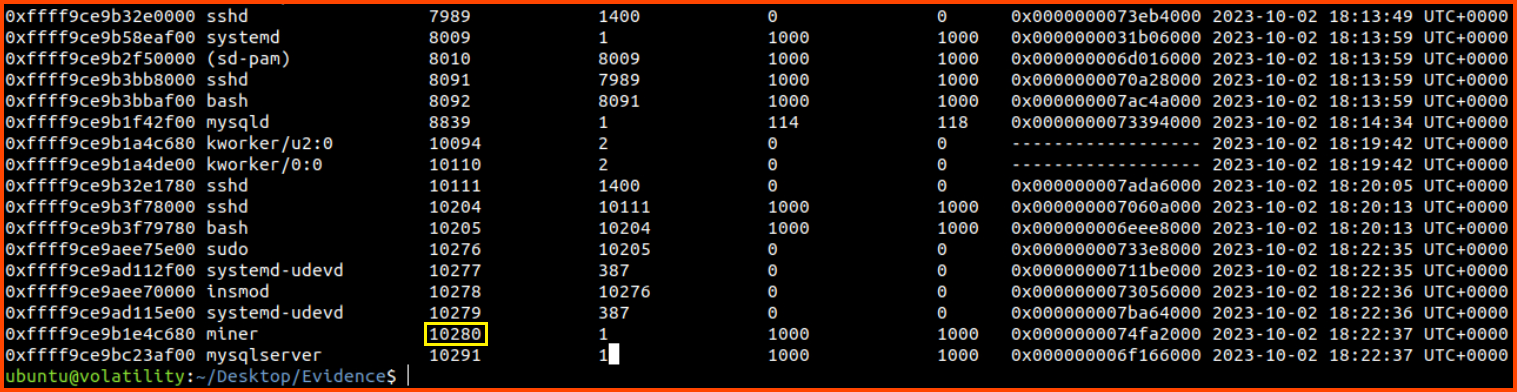 0xffff9ce9b32e0000 sshd 7989 1400 0 0 0x0000000073eb4000 2023-10-02 18:13:49 UTC+0000
0xffff9ce9b58eaf00 systemd 8009 1 1000 1000 0x0000000031b06000 2023-10-02 18:13:59 UTC+0000
0xffff9ce9b2f50000 (sd-pam) 8010 8009 1000 1000 0x000000006d016000 2023-10-02 18:13:59 UTC+0000
0xffff9ce9b3bb8000 sshd 8091 7989 1000 1000 0x0000000070a28000 2023-10-02 18:13:59 UTC+0000
0xffff9ce9b3bbaf00 bash 8092 8091 1000 1000 0x000000007ac4a000 2023-10-02 18:13:59 UTC+0000
0xffff9ce9b1f42f00 mysqld 8839 1 114 118 0x0000000073394000 2023-10-02 18:14:34 UTC+0000
0xffff9ce9b1a4c680 kworker/u2:0 10094 2 0 0 ------------------ 2023-10-02 18:19:42 UTC+0000
0xffff9ce9b1a4de00 kworker/0:0 10110 2 0 0 ------------------ 2023-10-02 18:19:42 UTC+0000
0xffff9ce9b32e1780 sshd 10111 1400 0 0 0x000000007ada6000 2023-10-02 18:20:05 UTC+0000
0xffff9ce9b3f78000 sshd 10204 10111 1000 1000 0x000000007060a000 2023-10-02 18:20:13 UTC+0000
0xffff9ce9b3f79780 bash 10205 10204 1000 1000 0x000000006eee8000 2023-10-02 18:20:13 UTC+0000
0xffff9ce9aee75e00 sudo 10276 10205 0 0 0x00000000733e8000 2023-10-02 18:22:35 UTC+0000
0xffff9ce9ad112f00 systemd-udevd 10277 387 0 0 0x00000000711be000 2023-10-02 18:22:35 UTC+0000
0xffff9ce9aee70000 insmod 10278 10276 0 0 0x0000000073056000 2023-10-02 18:22:36 UTC+0000
0xffff9ce9ad115e00 systemd-udevd 10279 387 0 0 0x000000007ba64000 2023-10-02 18:22:36 UTC+0000
0xffff9ce9b1e4c680 miner 10280 1 1000 1000 0x0000000074fa2000 2023-10-02 18:22:37 UTC+0000
0xffff9ce9bc23af00 mysqlserver 10291 1 1000 1000 0x000000006f166000 2023-10-02 18:22:37 UTC+0000
ubuntu@volatility:~/Desktop/Evidence$